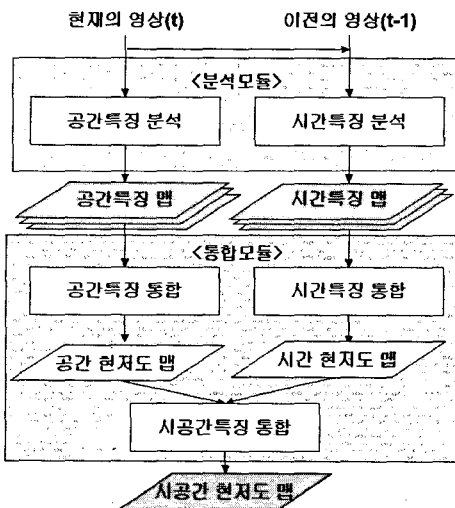 현재의 영상(t) 이전의 영상(t-1)
<분석모듈>
공간특징 분석 시간특징 분석
공간특징 맵 시간특징 맵
<통합모듈>
공간특징 통합 시간특징 통합
공간 현저도 맵 시간 현저도 맵
시공간특징 통합
시공간 현저도 맵